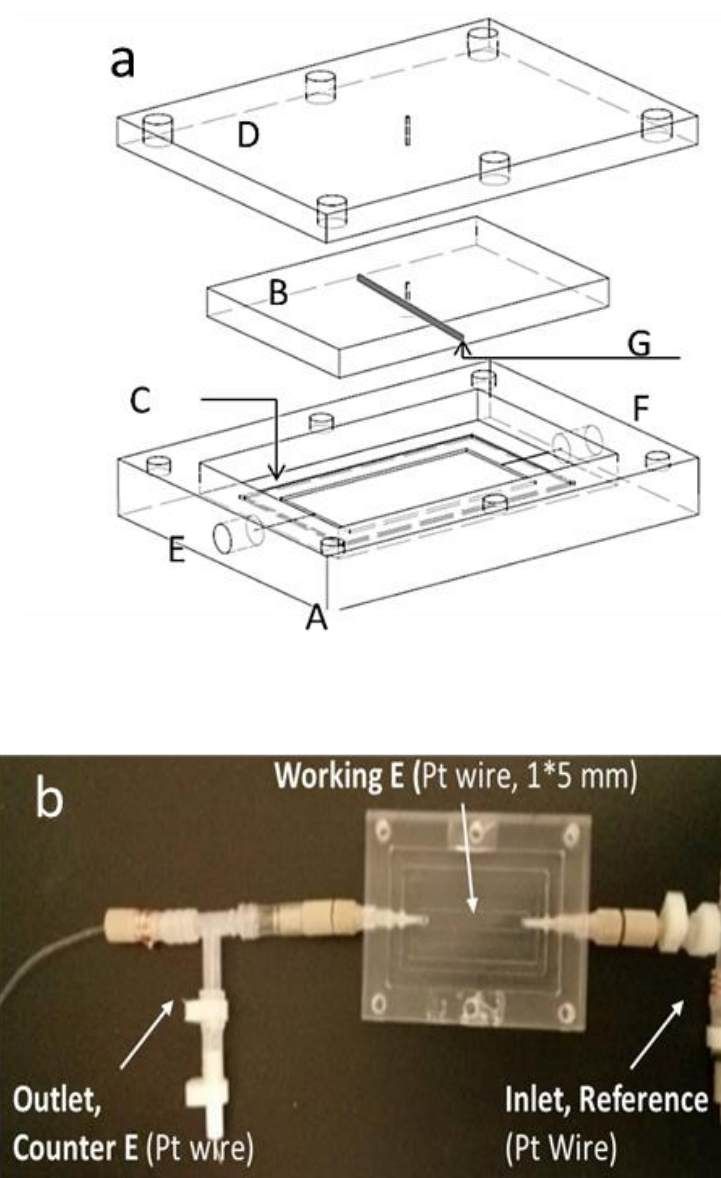 a
D
B
G
C
F
E
A
b
Working E (Pt wire, 1*5 mm)
Outlet,
Counter E (Pt wire)
Inlet, Reference
(Pt Wire)